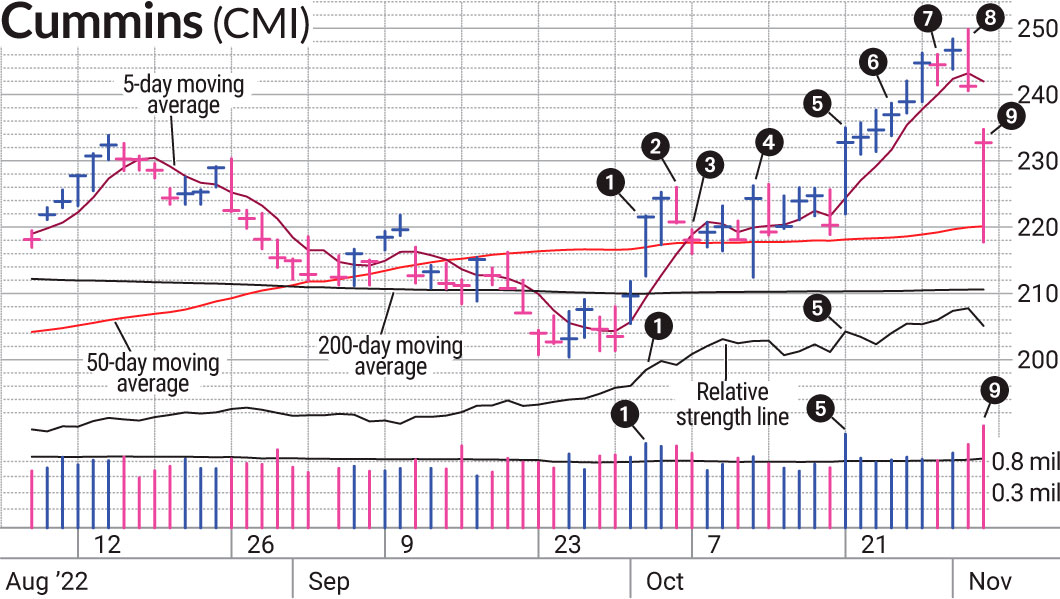 Cummins (CMI)
7
8
250
5-day moving
average
6
240
5
9
2
4
230
1
3
220
210
1
5
200
50-day moving
average
200-day moving
average
Relative
strength line
9
1
5
0.8 mil
0.3 mil
12
26
9
23
7
21
Aug ’22
Sep
Oct
Nov